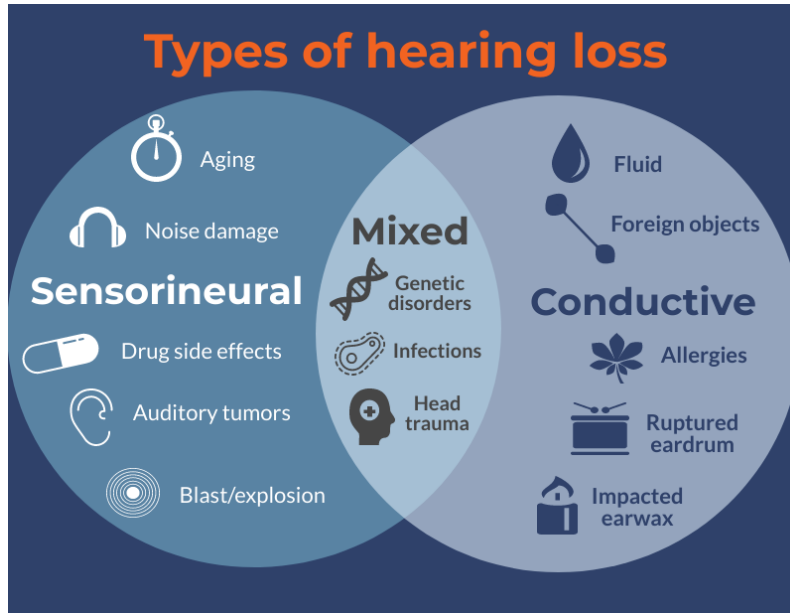 Types of hearing loss
Aging
Noise damage
Sensorineural
Drug side effects
Auditory tumors
Blast/explosion
Mixed
Genetic
disorders
Infections
Head
trauma
Fluid
Foreign objects
Conductive
Allergies
Ruptured
eardrum
Impacted
earwax